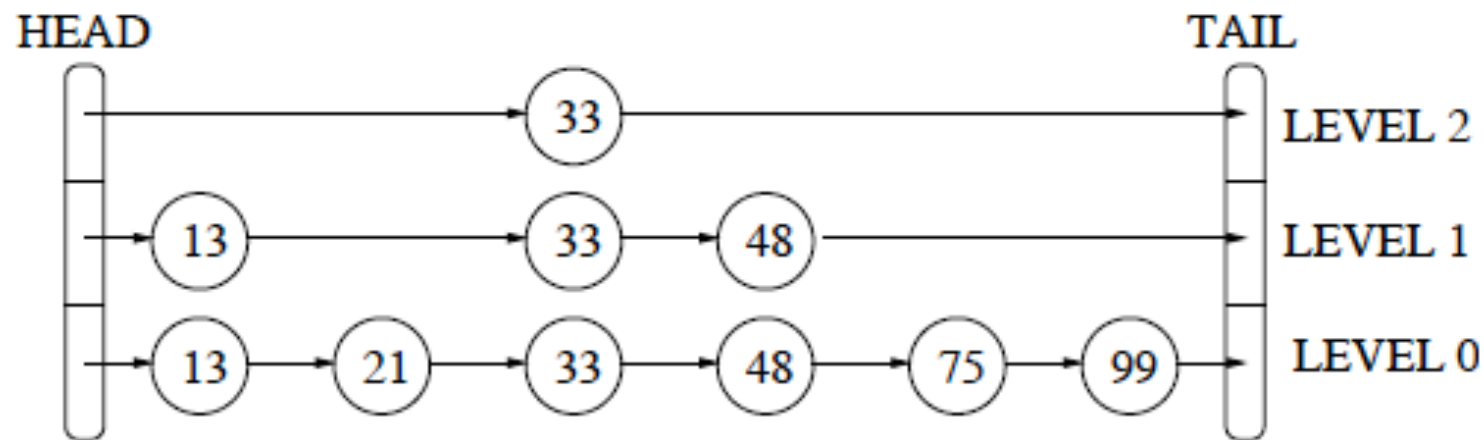 HEAD TAIL
33 LEVEL 2
13 33 48 LEVEL 1
13 21 33 48 75 99 LEVEL 0